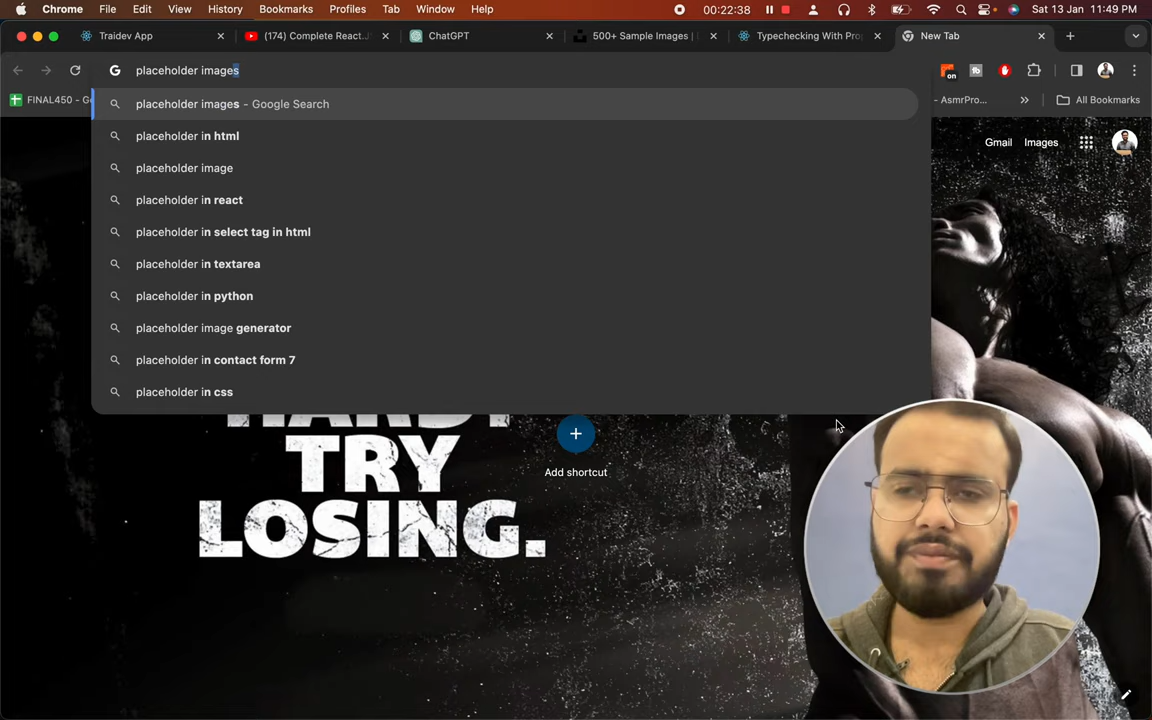 Chrome File Edit View History Bookmarks Profiles Tab Window Help 00:22:38 Sat 13 Jan 11:49 PM
Traidev App (174) Complete React.J ChatGPT 500+ Sample Images | Typechecking With Pro New Tab
placeholder images
on
FINAL450 - G
- AsmrPro... » All Bookmarks
placeholder images - Google Search
placeholder in html
placeholder image
placeholder in react
placeholder in select tag in html
placeholder in textarea
placeholder in python
placeholder image generator
placeholder in contact form 7
placeholder in css
Gmail Images
TRY
LOSING.
Add shortcut